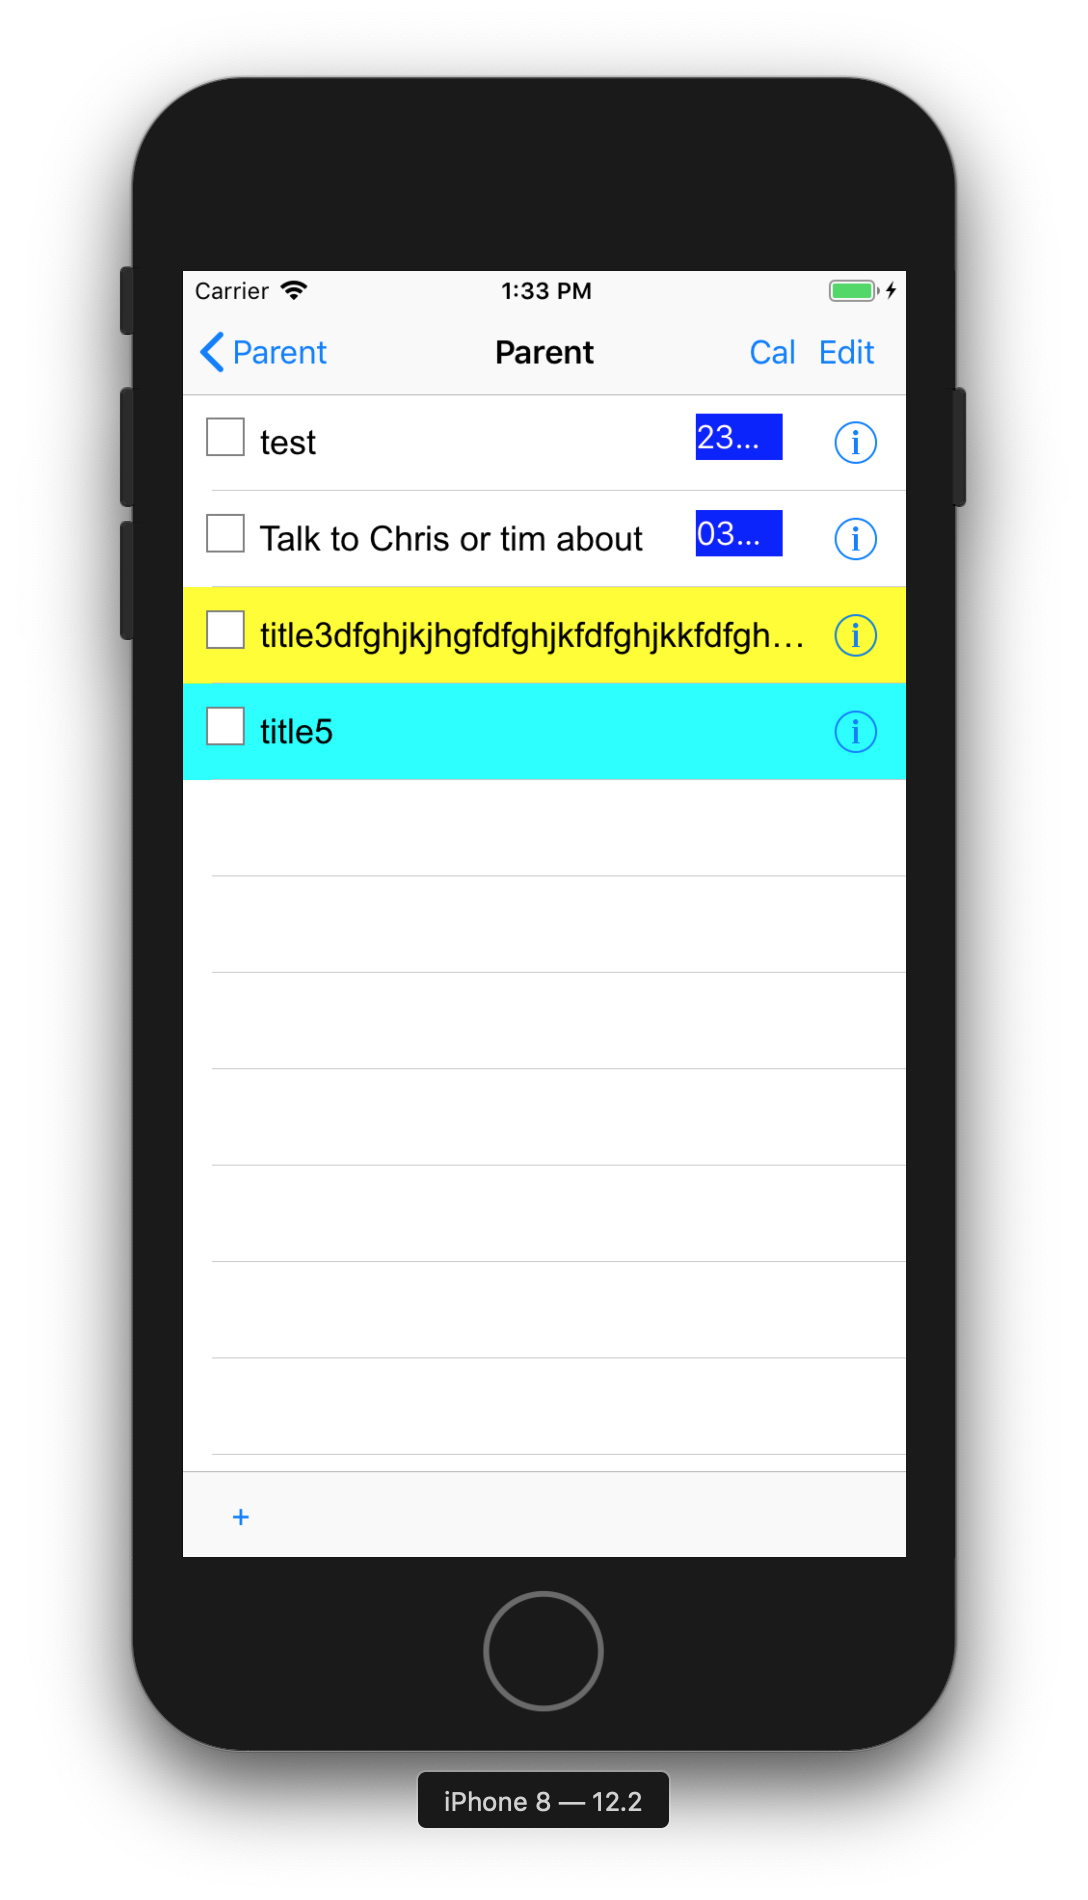 Carrier 1:33 PM
Parent Parent Cal Edit
test 23...
Talk to Chris or tim about 03...
title3dfghjkjhgfdfghjkfdfghjkkfdfgh...
title5
+
iPhone 8 — 12.2